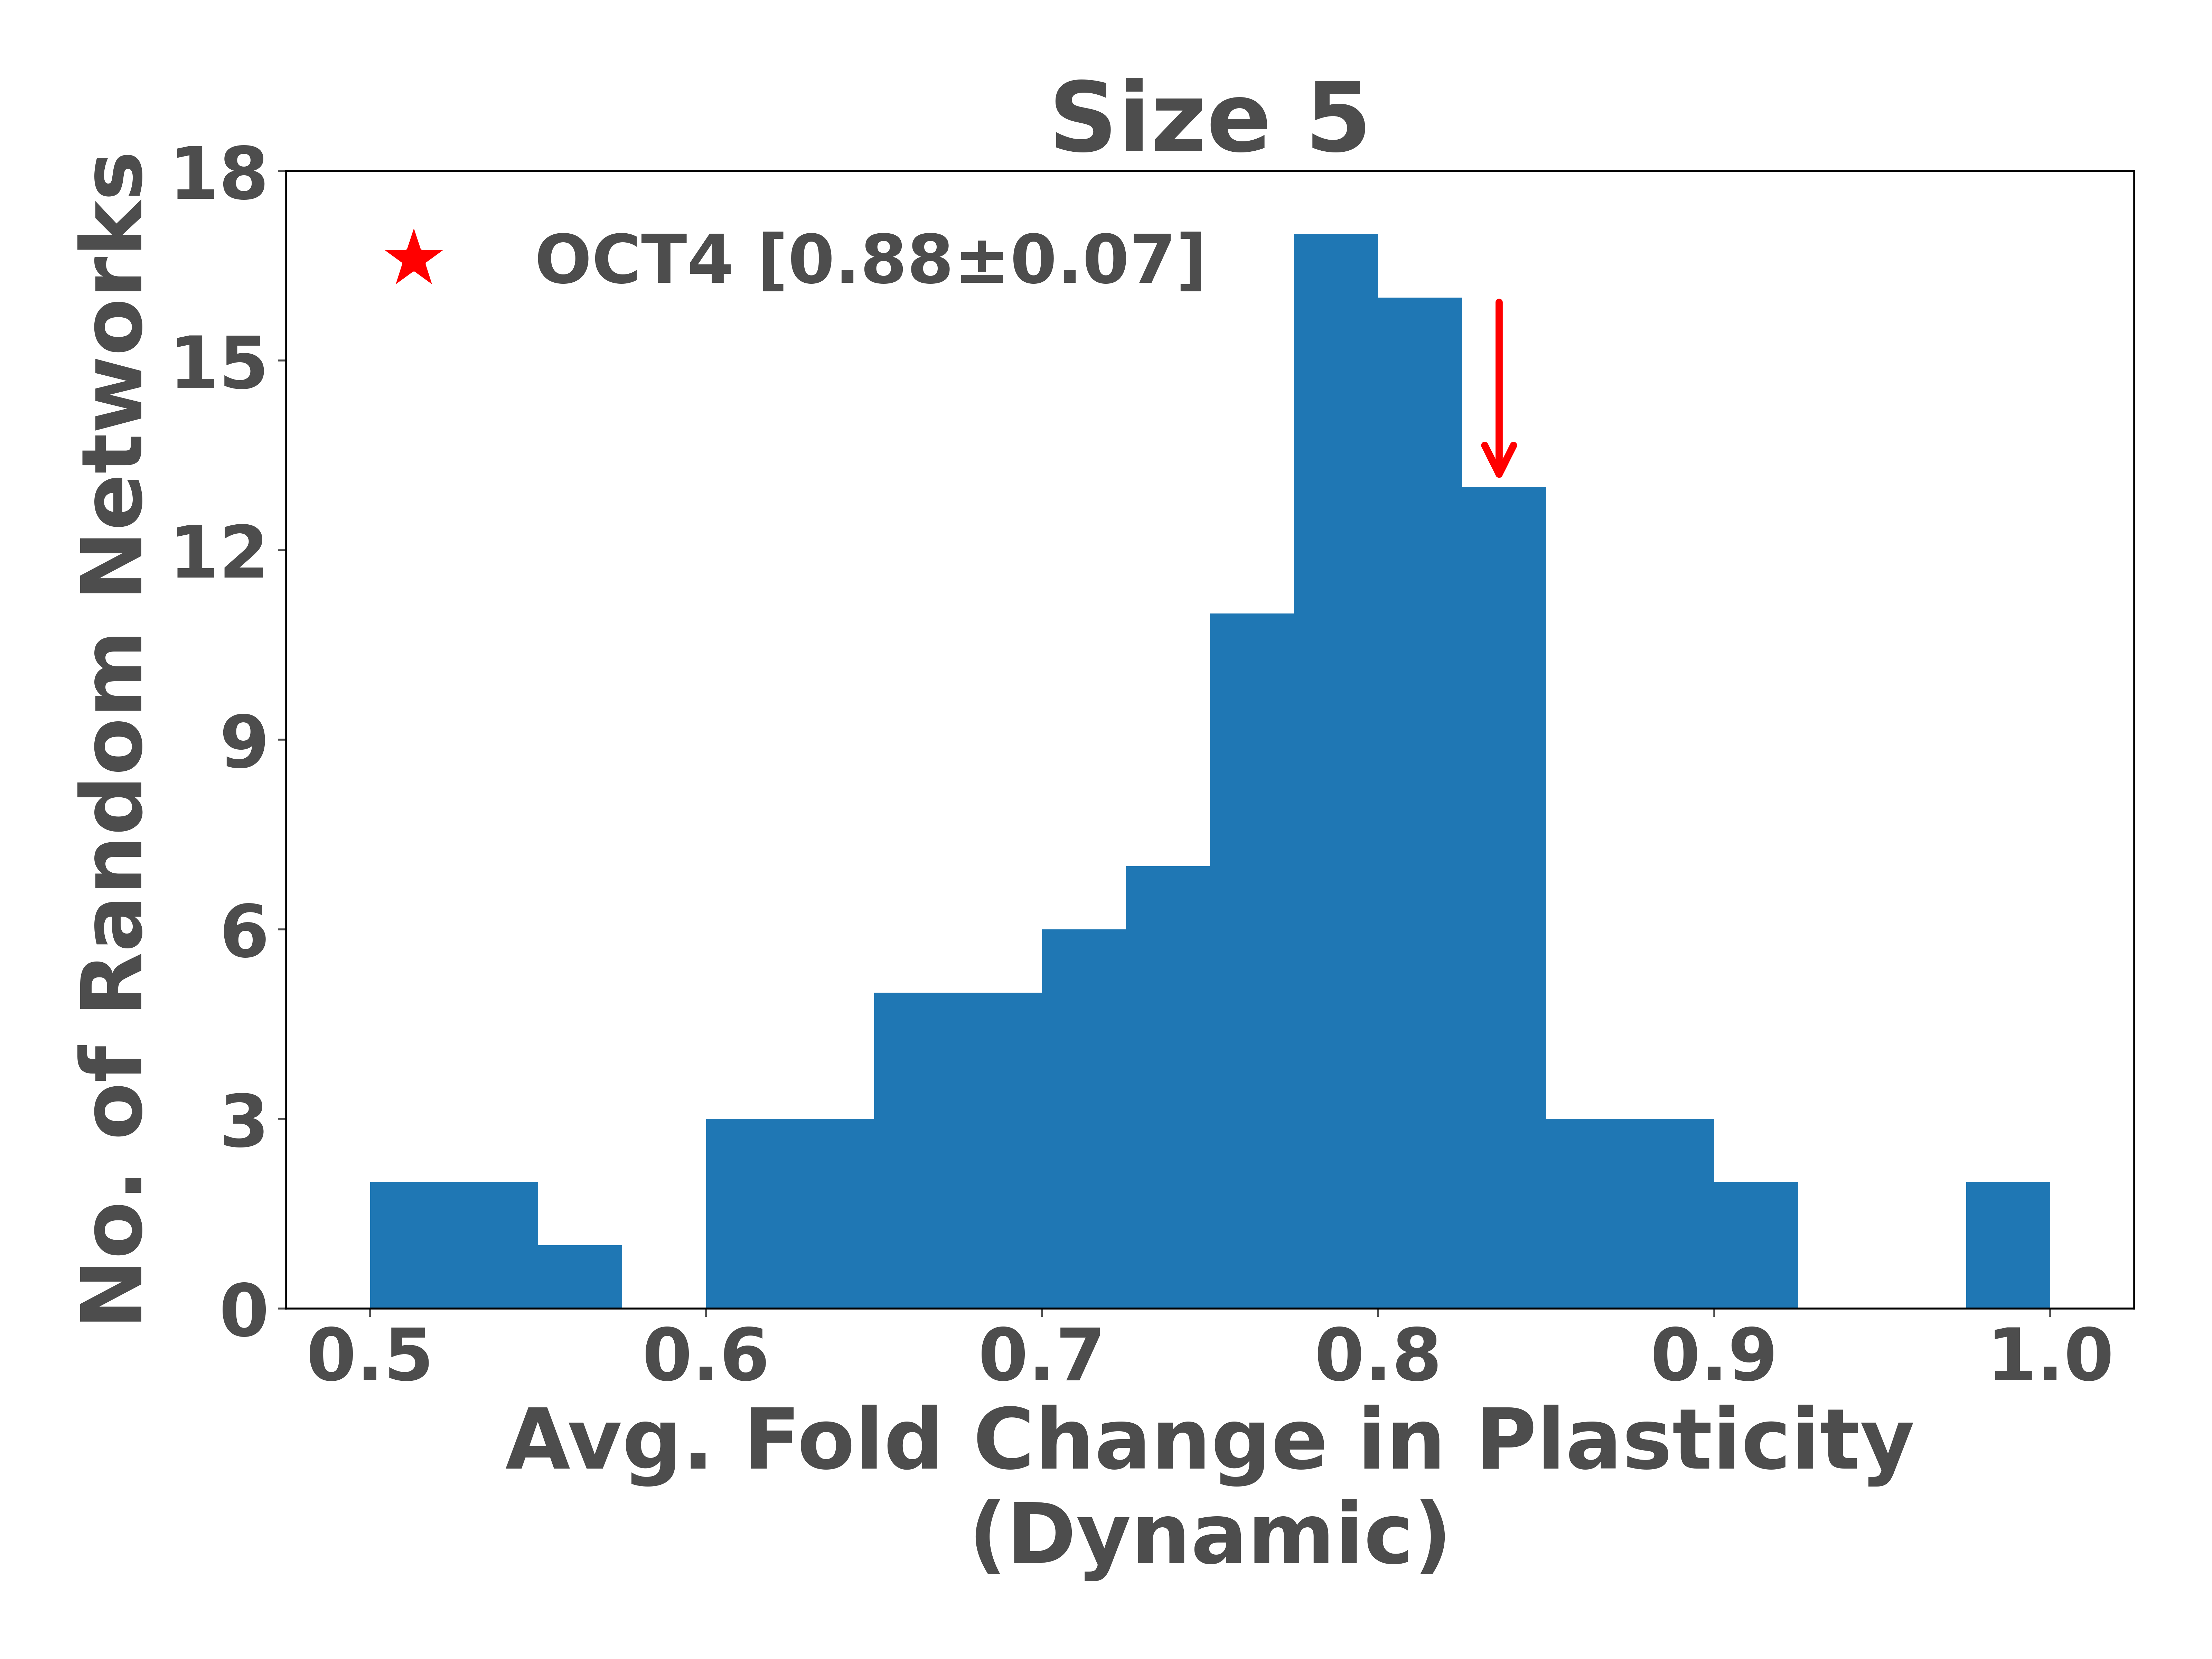 Size 5
No. of Random Networks
18
15
12
9
6
3
0
★ OCT4 [0.88±0.07]
0.5 0.6 0.7 0.8 0.9 1.0
Avg. Fold Change in Plasticity
(Dynamic)